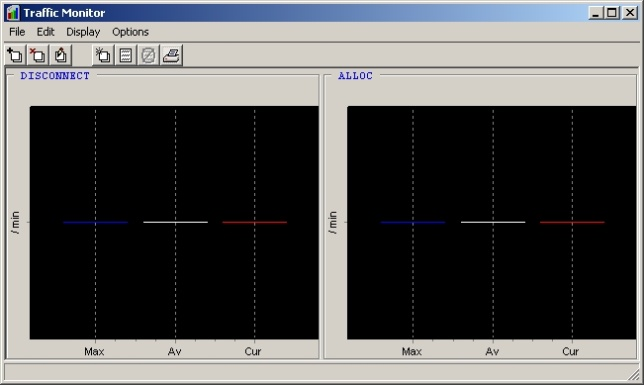 Traffic Monitor
File Edit Display Options
DISCONNECT
/ min
Max Av Cur
ALLOC
/ min
Max Av Cur